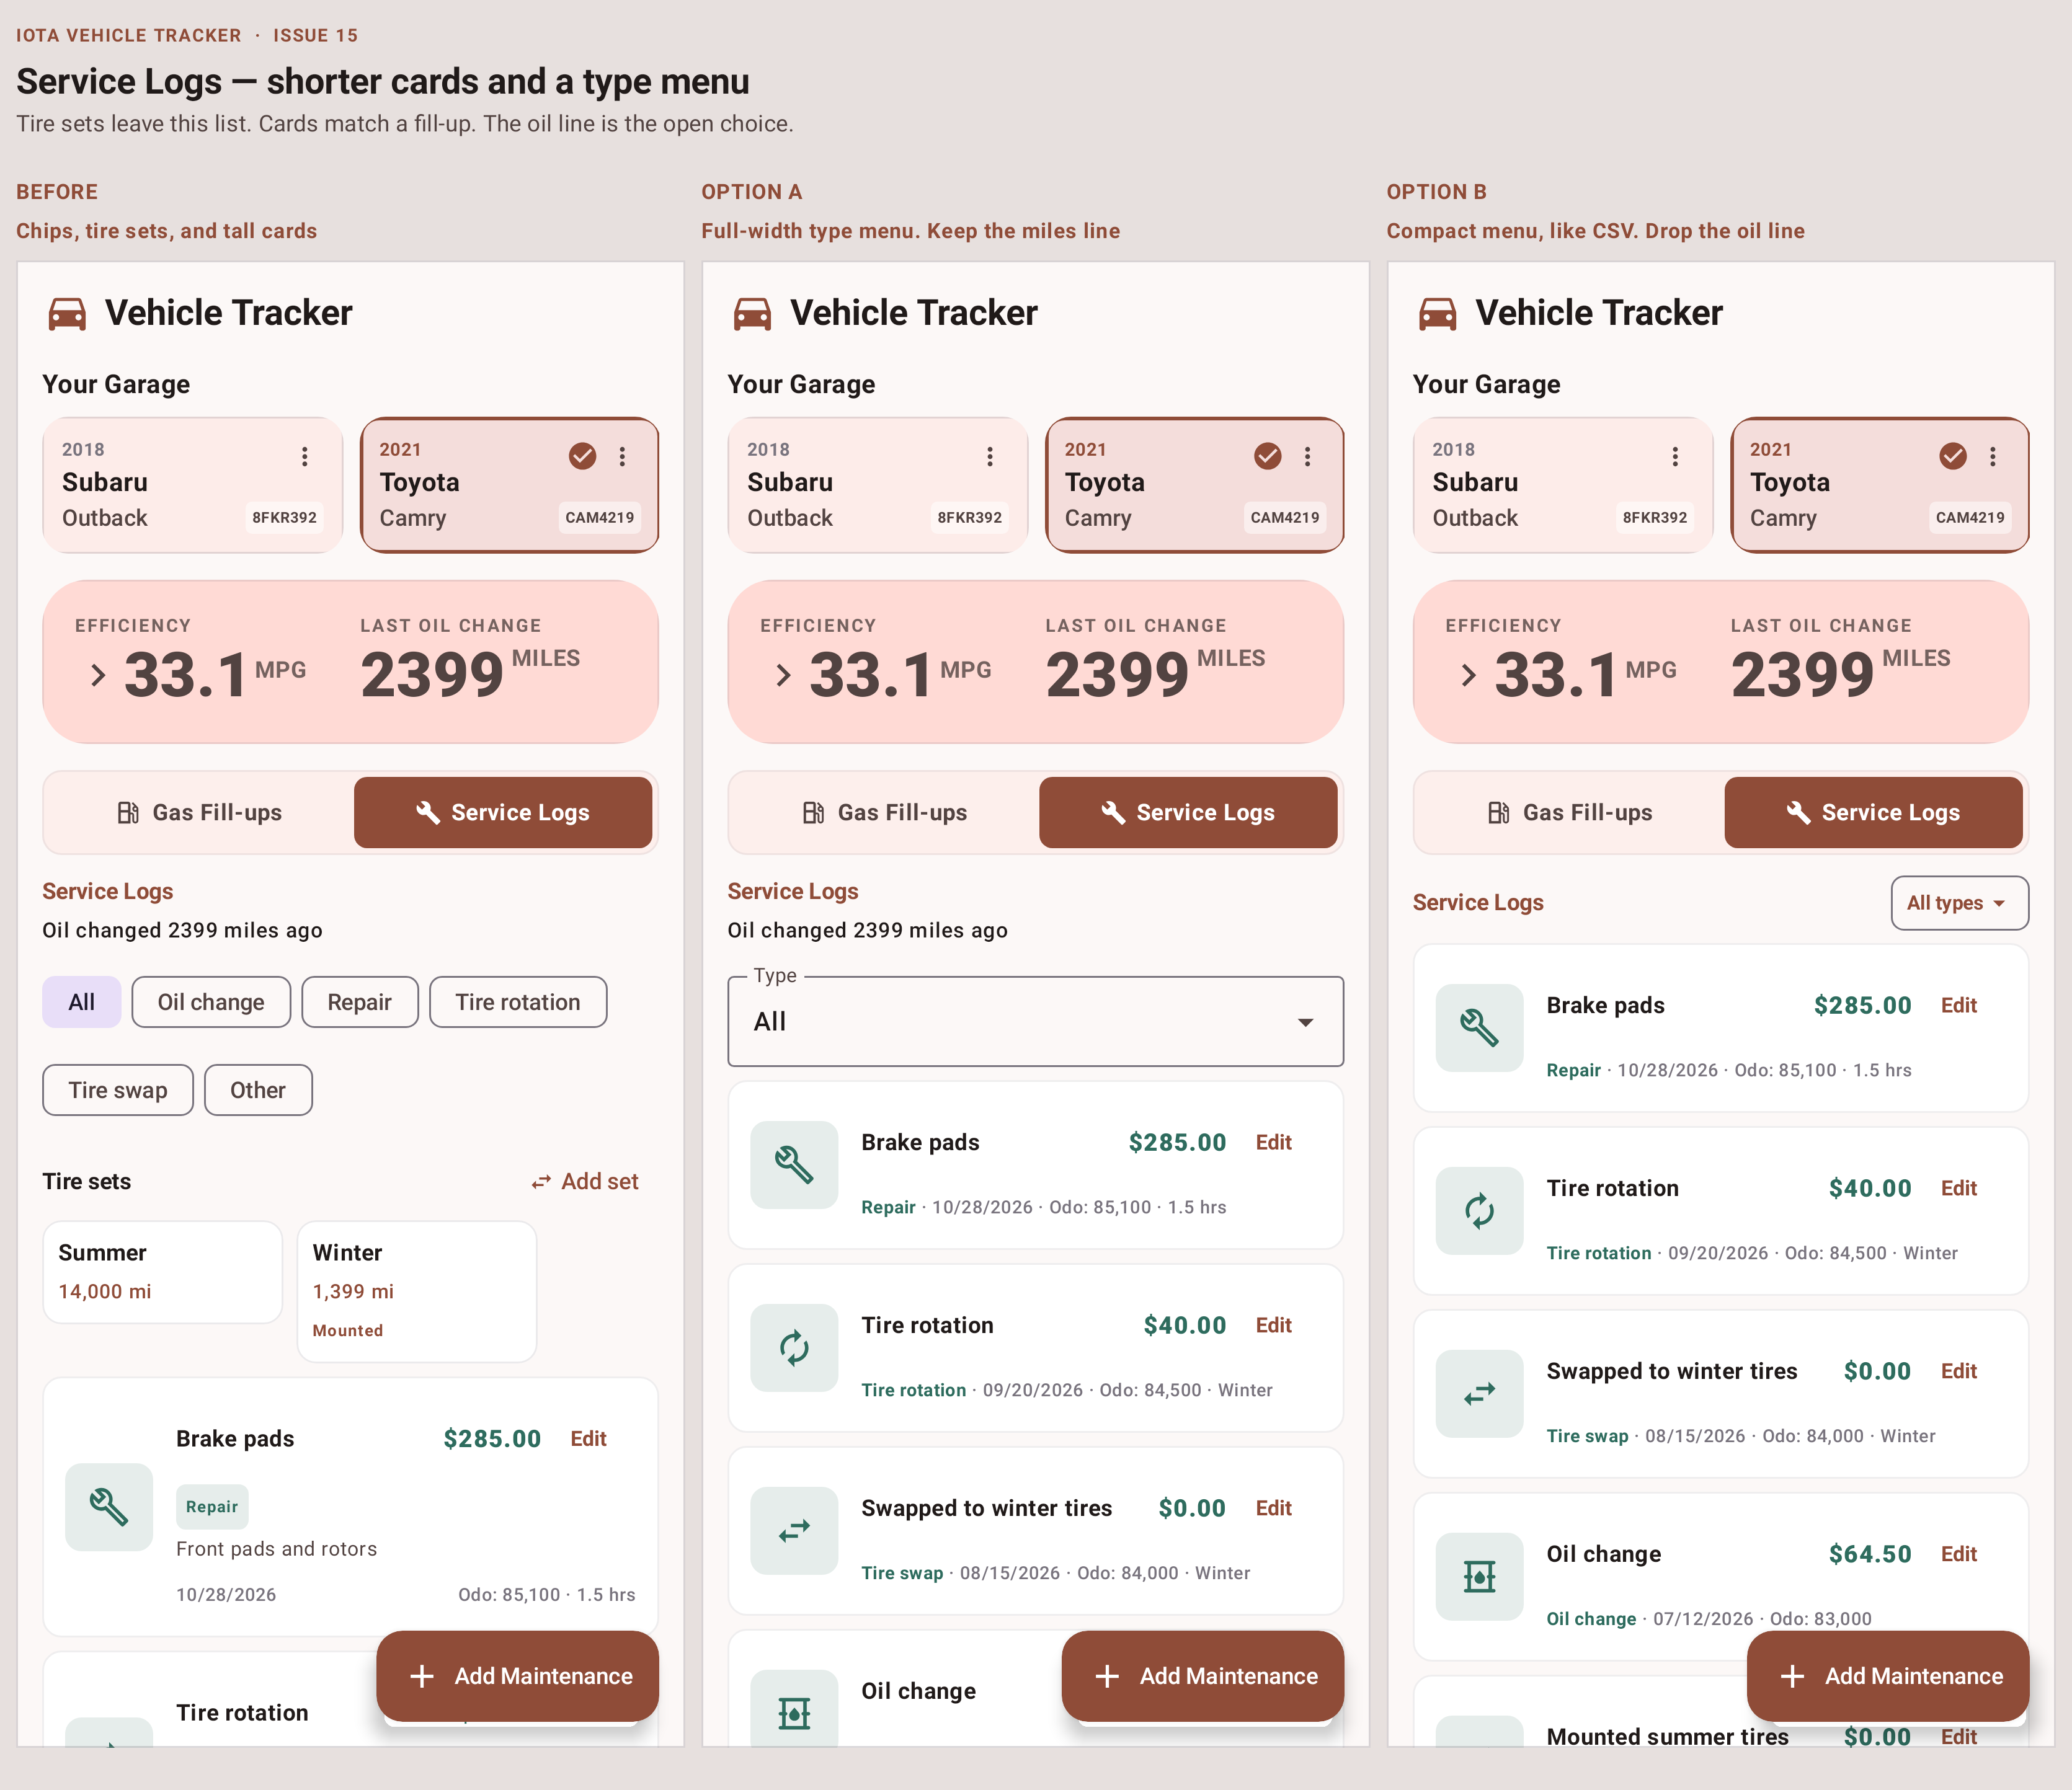 IOTA VEHICLE TRACKER · ISSUE 15
Service Logs — shorter cards and a type menu
Tire sets leave this list. Cards match a fill-up. The oil line is the open choice.
BEFORE
Chips, tire sets, and tall cards
Vehicle Tracker
Your Garage
2018
Subaru
Outback
8FKR392
2021
Toyota
Camry
CAM4219
EFFICIENCY
33.1 MPG
LAST OIL CHANGE
2399 MILES
Gas Fill-ups
Service Logs
Service Logs
Oil changed 2399 miles ago
All
Oil change
Repair
Tire rotation
Tire swap
Other
Tire sets
Add set
Summer
14,000 mi
Winter
1,399 mi
Mounted
Brake pads $285.00 Edit
Repair
Front pads and rotors
10/28/2026 Odo: 85,100 · 1.5 hrs
Tire rotation
Add Maintenance
OPTION A
Full-width type menu. Keep the miles line
Vehicle Tracker
Your Garage
2018
Subaru
Outback
8FKR392
2021
Toyota
Camry
CAM4219
EFFICIENCY
33.1 MPG
LAST OIL CHANGE
2399 MILES
Gas Fill-ups
Service Logs
Service Logs
Oil changed 2399 miles ago
Type
All
Brake pads $285.00 Edit
Repair · 10/28/2026 · Odo: 85,100 · 1.5 hrs
Tire rotation $40.00 Edit
Tire rotation · 09/20/2026 · Odo: 84,500 · Winter
Swapped to winter tires $0.00 Edit
Tire swap · 08/15/2026 · Odo: 84,000 · Winter
Oil change
Add Maintenance
OPTION B
Compact menu, like CSV. Drop the oil line
Vehicle Tracker
Your Garage
2018
Subaru
Outback
8FKR392
2021
Toyota
Camry
CAM4219
EFFICIENCY
33.1 MPG
LAST OIL CHANGE
2399 MILES
Gas Fill-ups
Service Logs
Service Logs
All types
Brake pads $285.00 Edit
Repair · 10/28/2026 · Odo: 85,100 · 1.5 hrs
Tire rotation $40.00 Edit
Tire rotation · 09/20/2026 · Odo: 84,500 · Winter
Swapped to winter tires $0.00 Edit
Tire swap · 08/15/2026 · Odo: 84,000 · Winter
Oil change $64.50 Edit
Oil change · 07/12/2026 · Odo: 83,000
Add Maintenance
Mounted summer tires $0.00 Edit